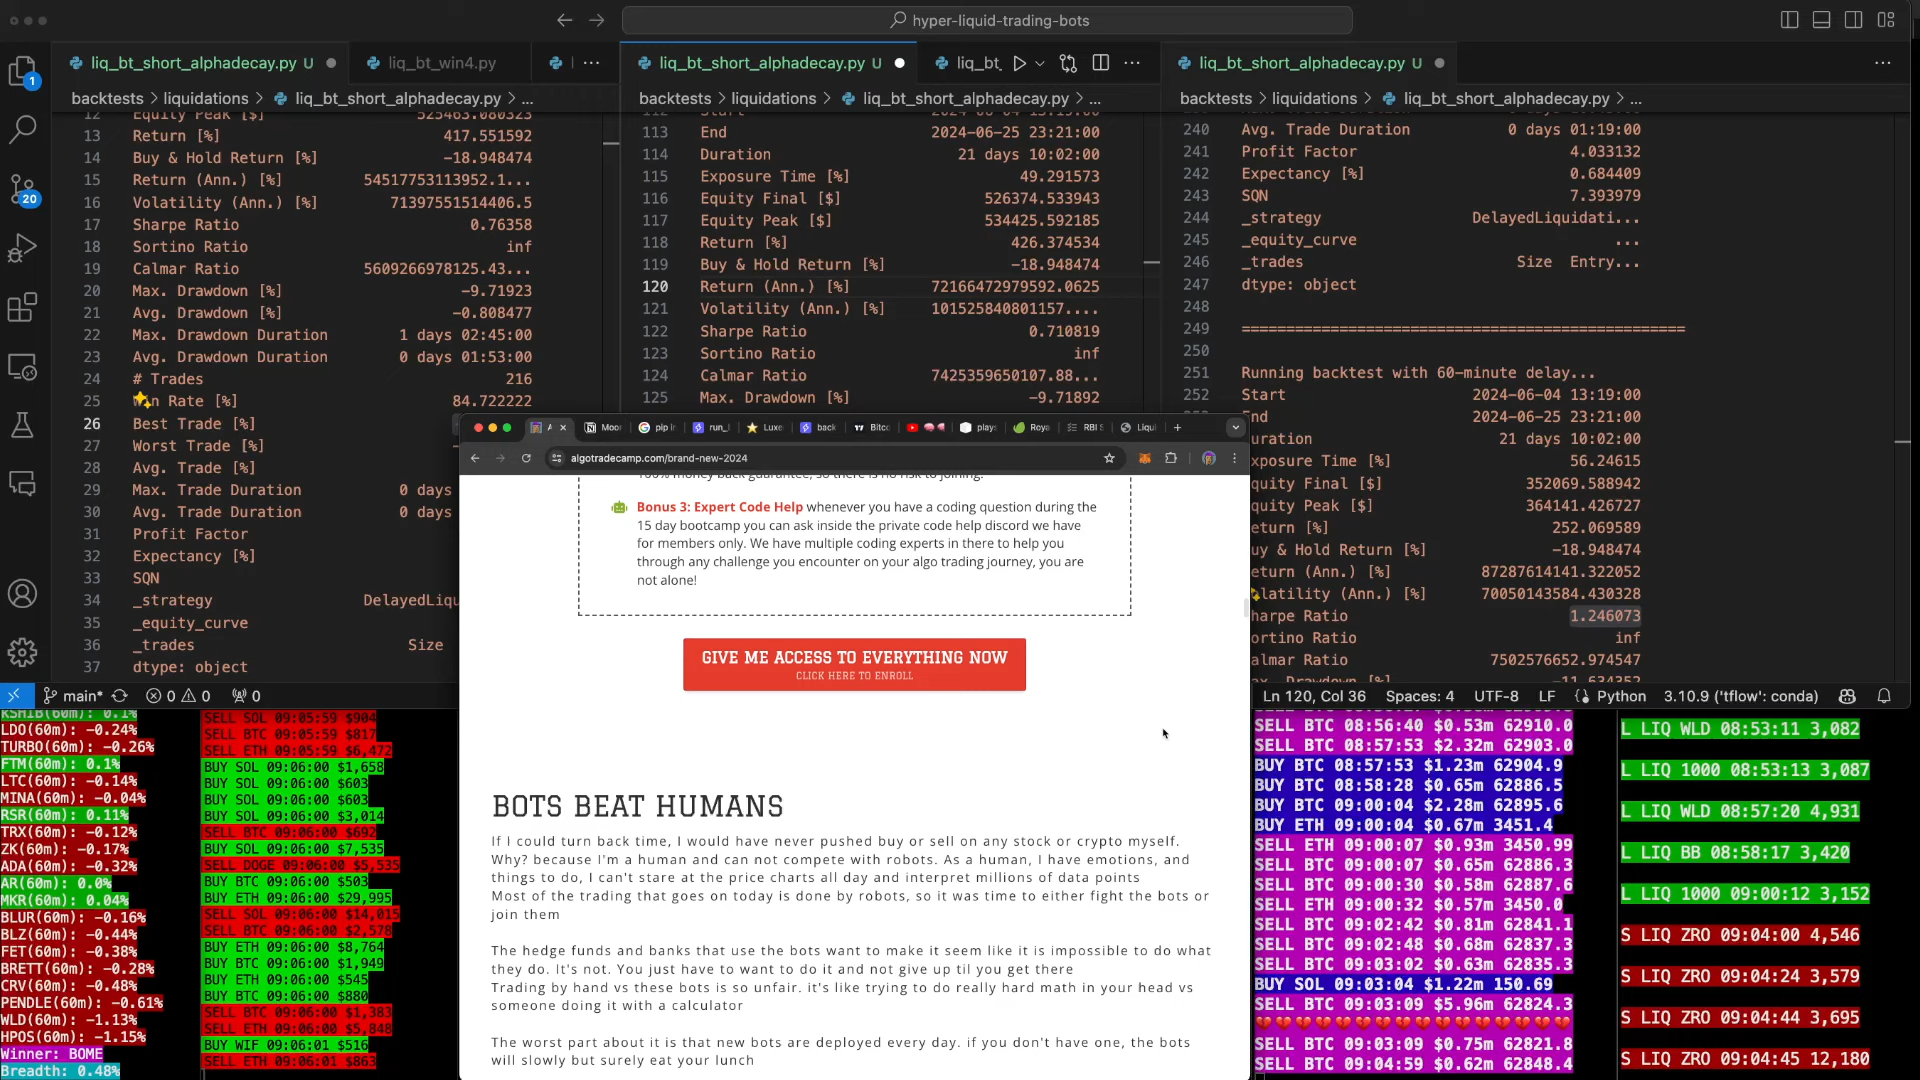 hyper-liquid-trading-bots
liq_bt_short_alphadecay.py U
liq_bt_win4.py
liq_bt_short_alphadecay.py U
liq_bt_
liq_bt_short_alphadecay.py U
backtests > liquidations > liq_bt_short_alphadecay.py > ...
backtests > liquidations > liq_bt_short_alphadecay.py > ...
backtests > liquidations > liq_bt_short_alphadecay.py > ...
12 Equity Peak [$] 525463.080323
13 Return [%] 417.551592
14 Buy & Hold Return [%] -18.948474
15 Return (Ann.) [%] 54517753113952.1...
16 Volatility (Ann.) [%] 71397551514406.5
17 Sharpe Ratio 0.76358
18 Sortino Ratio inf
19 Calmar Ratio 5609266978125.43...
20 Max. Drawdown [%] -9.71923
21 Avg. Drawdown [%] -0.808477
22 Max. Drawdown Duration 1 days 02:45:00
23 Avg. Drawdown Duration 0 days 01:53:00
24 # Trades 216
25 Win Rate [%] 84.722222
26 Best Trade [%]
27 Worst Trade [%]
28 Avg. Trade [%]
29 Max. Trade Duration 0 days
30 Avg. Trade Duration 0 days
31 Profit Factor
32 Expectancy [%]
33 SQN
34 _strategy DelayedLiqu
35 _equity_curve
36 _trades Size
37 dtype: object
113 End 2024-06-25 23:21:00
114 Duration 21 days 10:02:00
115 Exposure Time [%] 49.291573
116 Equity Final [$] 526374.533943
117 Equity Peak [$] 534425.592185
118 Return [%] 426.374534
119 Buy & Hold Return [%] -18.948474
120 Return (Ann.) [%] 72166472979592.0625
121 Volatility (Ann.) [%] 101525840801157....
122 Sharpe Ratio 0.710819
123 Sortino Ratio inf
124 Calmar Ratio 7425359650107.88...
125 Max. Drawdown [%] -9.71892
240 Avg. Trade Duration 0 days 01:19:00
241 Profit Factor 4.033132
242 Expectancy [%] 0.684409
243 SQN 7.393979
244 _strategy DelayedLiquidati...
245 _equity_curve ...
246 _trades Size Entry...
247 dtype: object
248
249 ==================================================
250
251 Running backtest with 60-minute delay...
252 Start 2024-06-04 13:19:00
End 2024-06-25 23:21:00
uration 21 days 10:02:00
xposure Time [%] 56.24615
quity Final [$] 352069.588942
quity Peak [$] 364141.426727
eturn [%] 252.069589
uy & Hold Return [%] -18.948474
eturn (Ann.) [%] 87287614141.322052
latility (Ann.) [%] 70050143584.430328
harpe Ratio 1.246073
ortino Ratio inf
almar Ratio 7502576652.974547
ax. Drawdown [%] -11.634352
main* 0 0 0
Ln 120, Col 36 Spaces: 4 UTF-8 LF Python 3.10.9 ('tflow': conda)
1
20
A Moo pip i run_ Luxe back Bitco plays Roya RBI Liqu
algotradecamp.com/brand-new-2024
100% money back guarantee, so there is no risk to joining.
Bonus 3: Expert Code Help whenever you have a coding question during the
15 day bootcamp you can ask inside the private code help discord we have
for members only. We have multiple coding experts in there to help you
through any challenge you encounter on your algo trading journey, you are
not alone!
GIVE ME ACCESS TO EVERYTHING NOW
CLICK HERE TO ENROLL
BOTS BEAT HUMANS
If I could turn back time, I would have never pushed buy or sell on any stock or crypto myself.
Why? because I'm a human and can not compete with robots. As a human, I have emotions, and
things to do, I can't stare at the price charts all day and interpret millions of data points
Most of the trading that goes on today is done by robots, so it was time to either fight the bots or
join them
The hedge funds and banks that use the bots want to make it seem like it is impossible to do what
they do. It's not. You just have to want to do it and not give up til you get there
Trading by hand vs these bots is so unfair. it's like trying to do really hard math in your head vs
someone doing it with a calculator
The worst part about it is that new bots are deployed every day. if you don't have one, the bots
will slowly but surely eat your lunch
KSHIB(60m): 0.1%
LDO(60m): -0.24%
TURBO(60m): -0.26%
FTM(60m): 0.1%
LTC(60m): -0.14%
MINA(60m): -0.04%
RSR(60m): 0.11%
TRX(60m): -0.12%
ZK(60m): -0.17%
ADA(60m): -0.32%
AR(60m): 0.0%
MKR(60m): 0.04%
BLUR(60m): -0.16%
BLZ(60m): -0.44%
FET(60m): -0.38%
BRETT(60m): -0.28%
CRV(60m): -0.48%
PENDLE(60m): -0.61%
WLD(60m): -1.13%
HPOS(60m): -1.15%
Winner: BOME
Breadth: 0.48%
SELL SOL 09:05:59 $904
SELL BTC 09:05:59 $817
SELL ETH 09:05:59 $6,472
BUY SOL 09:06:00 $1,658
BUY SOL 09:06:00 $603
BUY SOL 09:06:00 $603
BUY SOL 09:06:00 $3,014
SELL BTC 09:06:00 $692
BUY SOL 09:06:00 $7,535
SELL DOGE 09:06:00 $5,535
BUY BTC 09:06:00 $503
BUY ETH 09:06:00 $29,995
SELL SOL 09:06:00 $14,015
SELL BTC 09:06:00 $2,578
BUY ETH 09:06:00 $8,764
BUY BTC 09:06:00 $1,949
BUY ETH 09:06:00 $545
BUY BTC 09:06:00 $880
SELL BTC 09:06:00 $1,383
SELL ETH 09:06:00 $5,848
BUY WIF 09:06:01 $516
SELL ETH 09:06:01 $863
SELL BTC 08:56:40 $0.53m 62910.0
SELL BTC 08:57:53 $2.32m 62903.0
BUY BTC 08:57:53 $1.23m 62904.9
BUY BTC 08:58:28 $0.65m 62886.5
BUY BTC 09:00:04 $2.28m 62895.6
BUY ETH 09:00:04 $0.67m 3451.4
SELL ETH 09:00:07 $0.93m 3450.99
SELL BTC 09:00:07 $0.65m 62886.3
SELL BTC 09:00:30 $0.58m 62887.6
SELL ETH 09:00:32 $0.57m 3450.0
SELL BTC 09:02:42 $0.81m 62841.1
SELL BTC 09:02:48 $0.68m 62837.3
SELL BTC 09:03:02 $0.63m 62835.3
BUY SOL 09:03:04 $1.22m 150.69
SELL BTC 09:03:09 $5.96m 62824.3
SELL BTC 09:03:09 $0.75m 62821.8
SELL BTC 09:04:59 $0.62m 62848.4
L LIQ WLD 08:53:11 3,082
L LIQ 1000 08:53:13 3,087
L LIQ WLD 08:57:20 4,931
L LIQ BB 08:58:17 3,420
L LIQ 1000 09:00:12 3,152
S LIQ ZRO 09:04:00 4,546
S LIQ ZRO 09:04:24 3,579
S LIQ ZRO 09:04:44 3,695
S LIQ ZRO 09:04:45 12,180